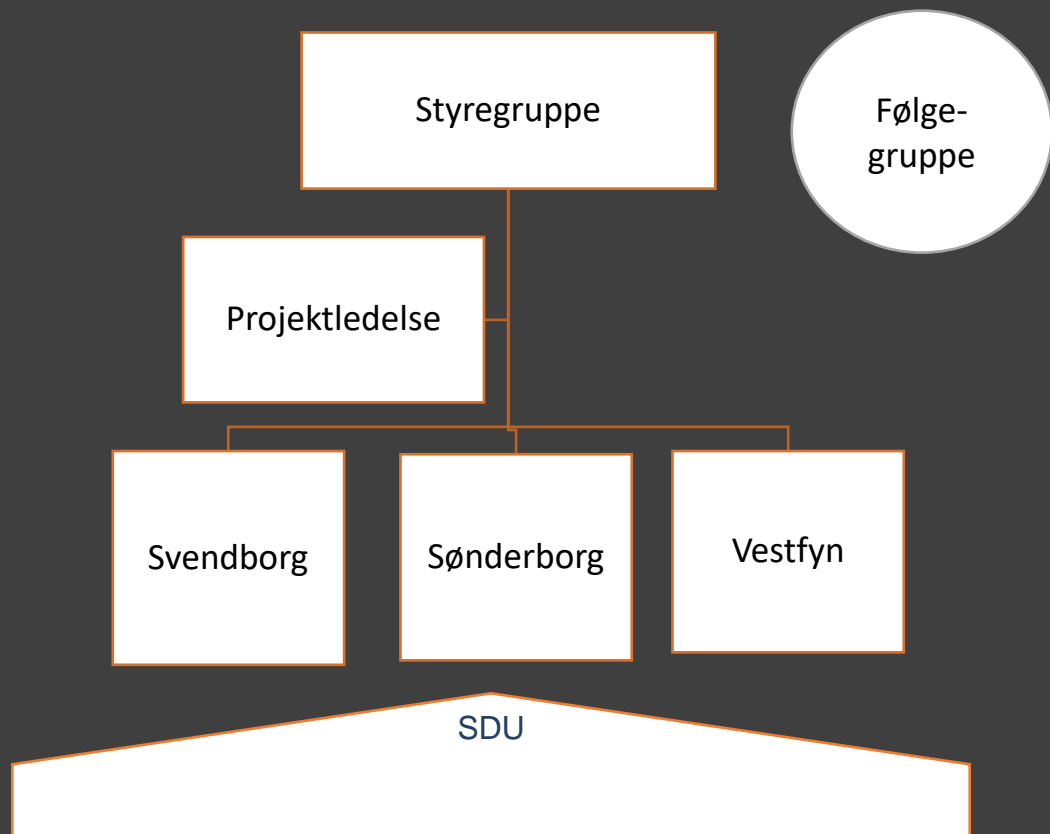 Styregruppe
Følge-
gruppe
Projektledelse
Svendborg
Sønderborg
Vestfyn
SDU